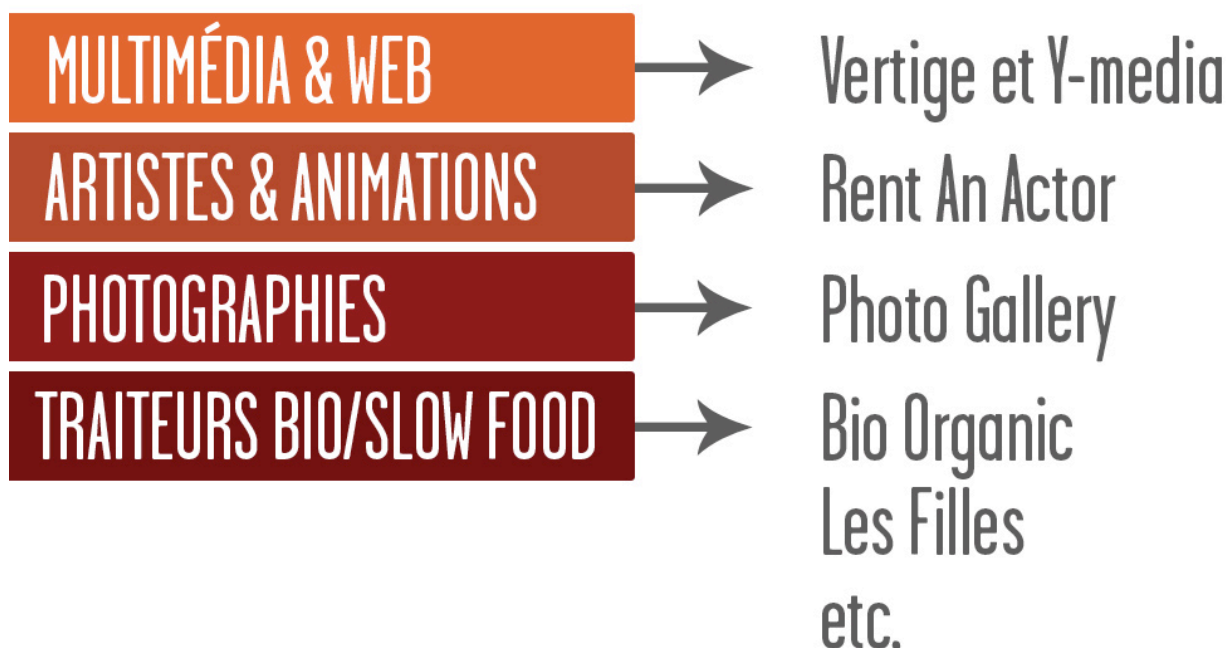 MULTIMÉDIA & WEB
Vertige et Y-media
ARTISTES & ANIMATIONS
Rent An Actor
PHOTOGRAPHIES
Photo Gallery
TRAITEURS BIO/SLOW FOOD
Bio Organic
Les Filles
etc.